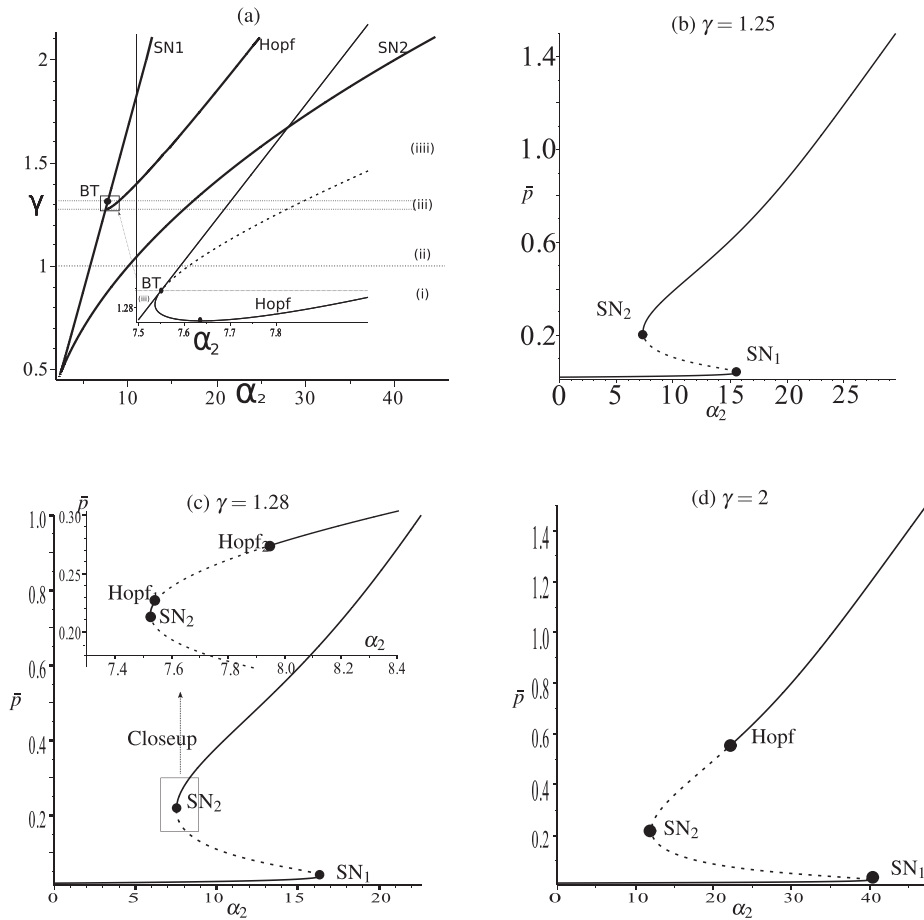 (a)
SN1
Hopf
SN2
2
1.5
1
0.5
γ
BT
(iiii)
(iii)
(ii)
(i)
BT
(iii)
1.28
Hopf
7.5 7.6 7.7 7.8
α2
10 20 30 40
α2
(b) γ = 1.25
1.4
1.0
p̄
0.6
0.2
SN2
SN1
0 5 10 15 20 25
α2
(c) γ = 1.28
p̄
0.30
0.25
0.20
Hopf2
Hopf
SN2
α2
7.4 7.6 7.8 8.0 8.2 8.4
1.0
0.8
0.6
p̄
0.4
0.2
Closeup
SN2
SN1
0 5 10 15 20
α2
(d) γ = 2
1.4
1.2
1.0
0.8
p̄
0.6
0.4
0.2
Hopf
SN2
SN1
0 10 20 30 40
α2